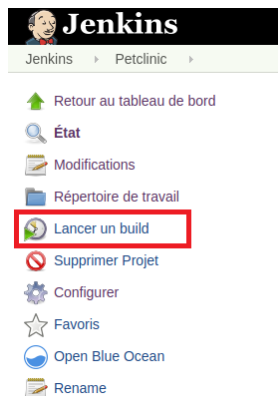 Jenkins
Jenkins Petclinic
Retour au tableau de bord
État
Modifications
Répertoire de travail
Lancer un build
Supprimer Projet
Configurer
Favoris
Open Blue Ocean
Rename